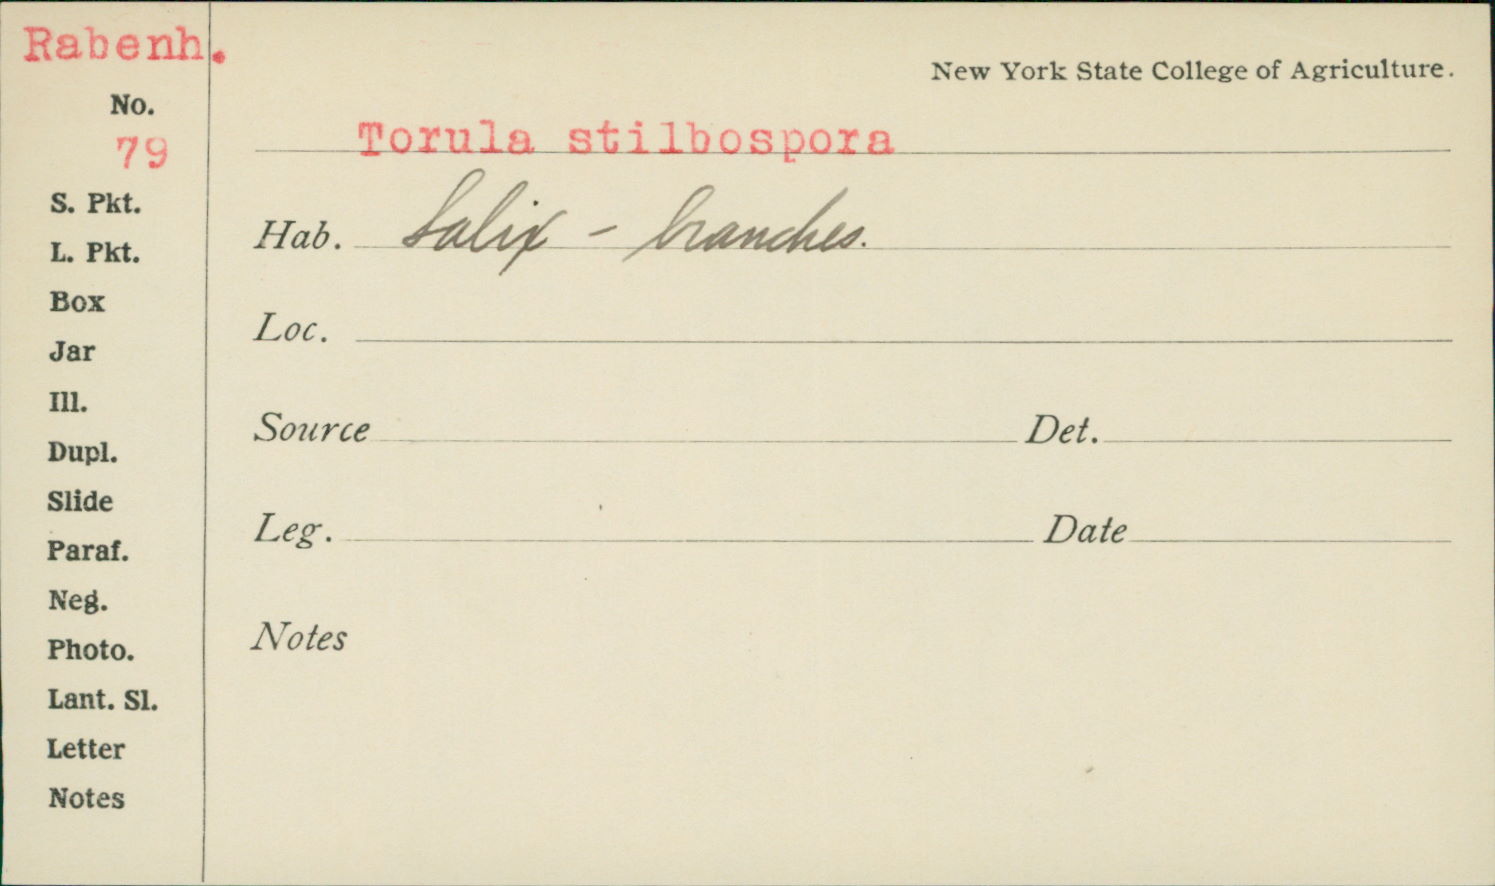 Rabenh.
New York State College of Agriculture.
No.
79
Torula stilbospora
S. Pkt.
Hab. Salix - branches.
L. Pkt.
Box
Loc.
Jar
Ill.
Source Det.
Dupl.
Slide
Leg. Date
Paraf.
Neg.
Notes
Photo.
Lant. Sl.
Letter
Notes